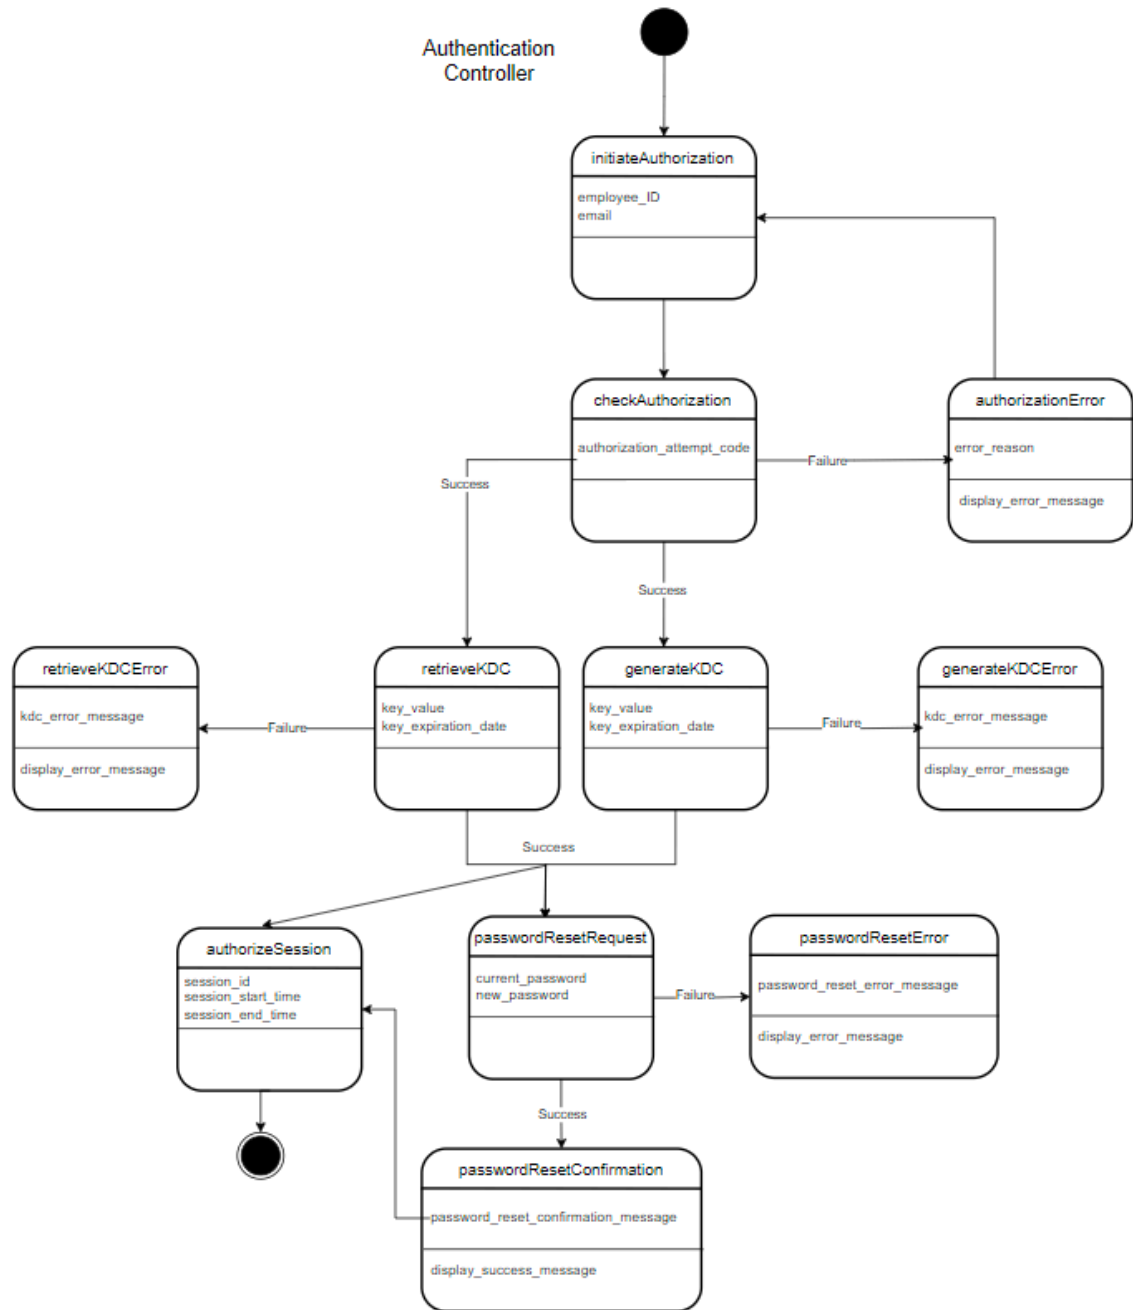 Authentication
Controller
initiateAuthorization
employee_ID
email
checkAuthorization
authorization_attempt_code
authorizationError
error_reason
display_error_message
Failure
Success
Success
retrieveKDCError
kdc_error_message
display_error_message
Failure
retrieveKDC
key_value
key_expiration_date
generateKDC
key_value
key_expiration_date
Failure
generateKDCError
kdc_error_message
display_error_message
Success
authorizeSession
session_id
session_start_time
session_end_time
passwordResetRequest
current_password
new_password
Failure
passwordResetError
password_reset_error_message
display_error_message
Success
passwordResetConfirmation
password_reset_confirmation_message
display_success_message